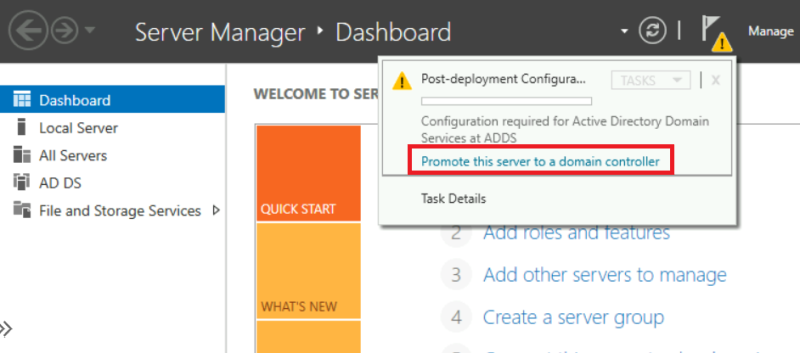 Server Manager ‣ Dashboard
Manage
Post-deployment Configura...
TASKS
x
Configuration required for Active Directory Domain
Services at ADDS
Promote this server to a domain controller
Task Details
Dashboard
Local Server
All Servers
AD DS
File and Storage Services
WELCOME TO SER
QUICK START
WHAT'S NEW
2 Add roles and features
3 Add other servers to manage
4 Create a server group